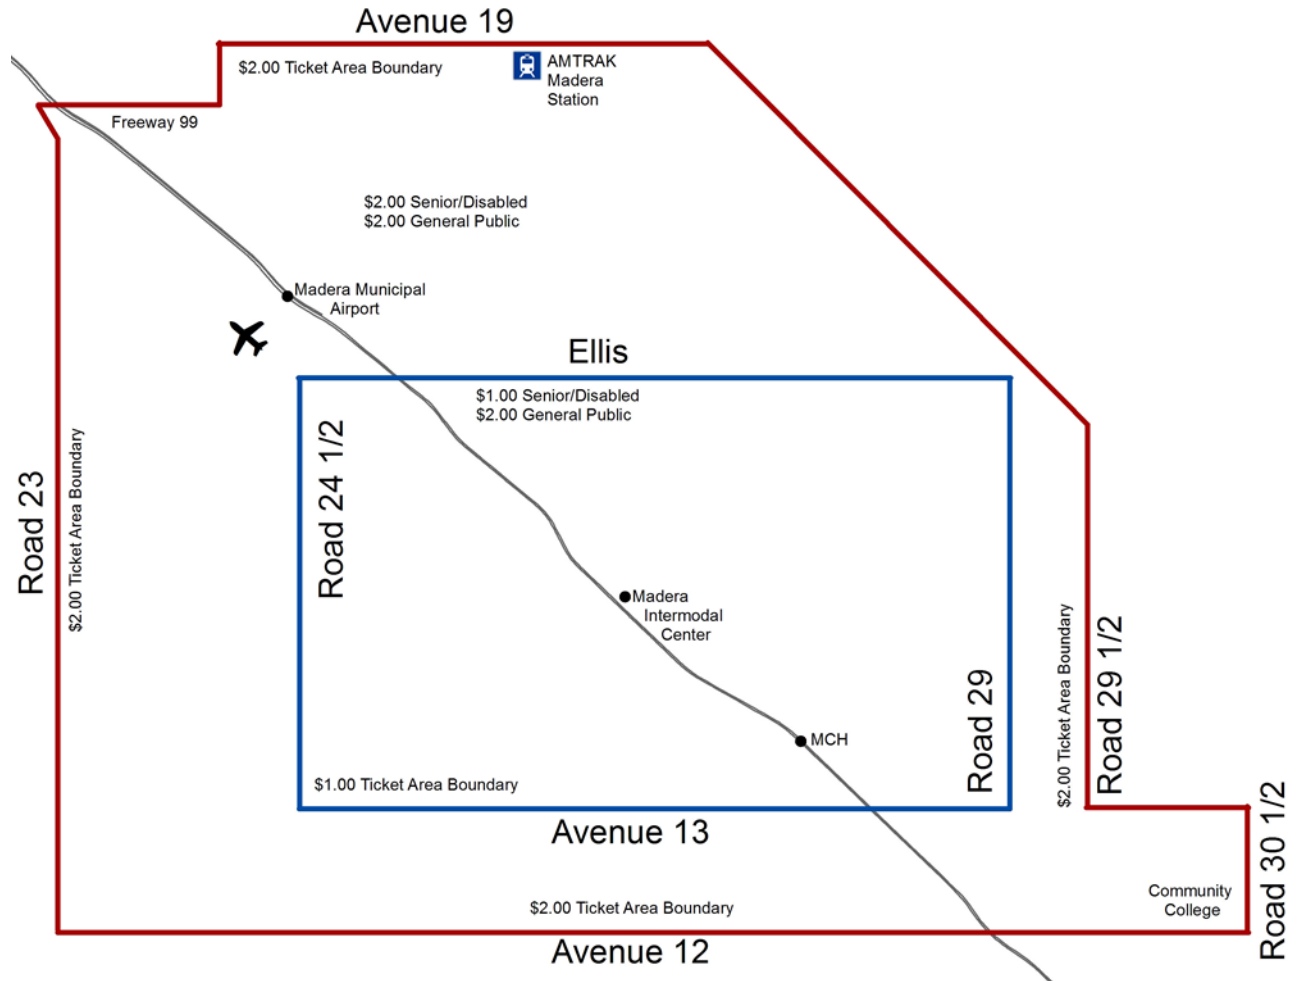 Avenue 19
$2.00 Ticket Area Boundary
AMTRAK
Madera
Station
Freeway 99
$2.00 Senior/Disabled
$2.00 General Public
Madera Municipal
Airport
Ellis
$1.00 Senior/Disabled
$2.00 General Public
Road 23
$2.00 Ticket Area Boundary
Road 24 1/2
Madera
Intermodal
Center
MCH
Road 29
$2.00 Ticket Area Boundary
Road 29 1/2
$1.00 Ticket Area Boundary
Avenue 13
Road 30 1/2
Community
College
$2.00 Ticket Area Boundary
Avenue 12